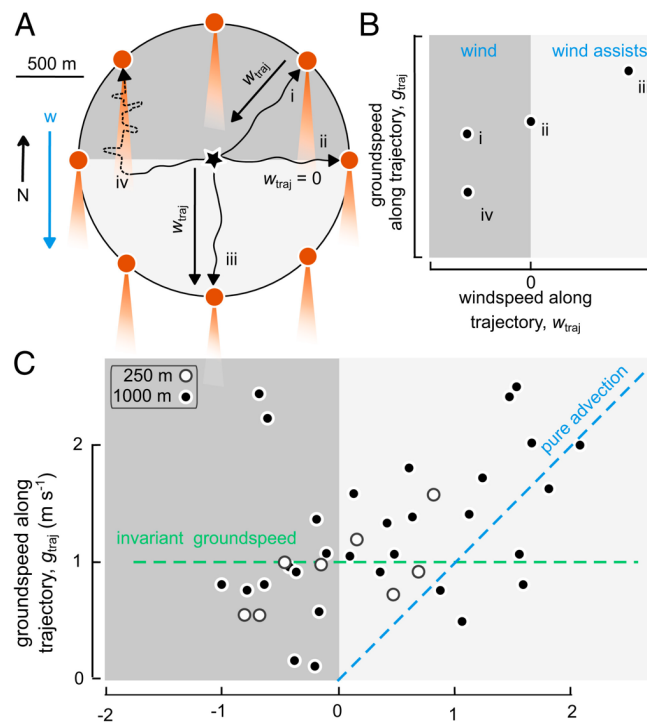 A
500 m
w
N
w_traj
i
ii
w_traj = 0
iv
w_traj
iii
B
wind
wind assists
groundspeed
along trajectory, g_traj
i
ii
iii
iv
0
windspeed along
trajectory, w_traj
C
250 m
1000 m
pure advection
invariant groundspeed
groundspeed along
trajectory, g_traj (m s⁻¹)
2
1
0
-2
-1
0
1
2